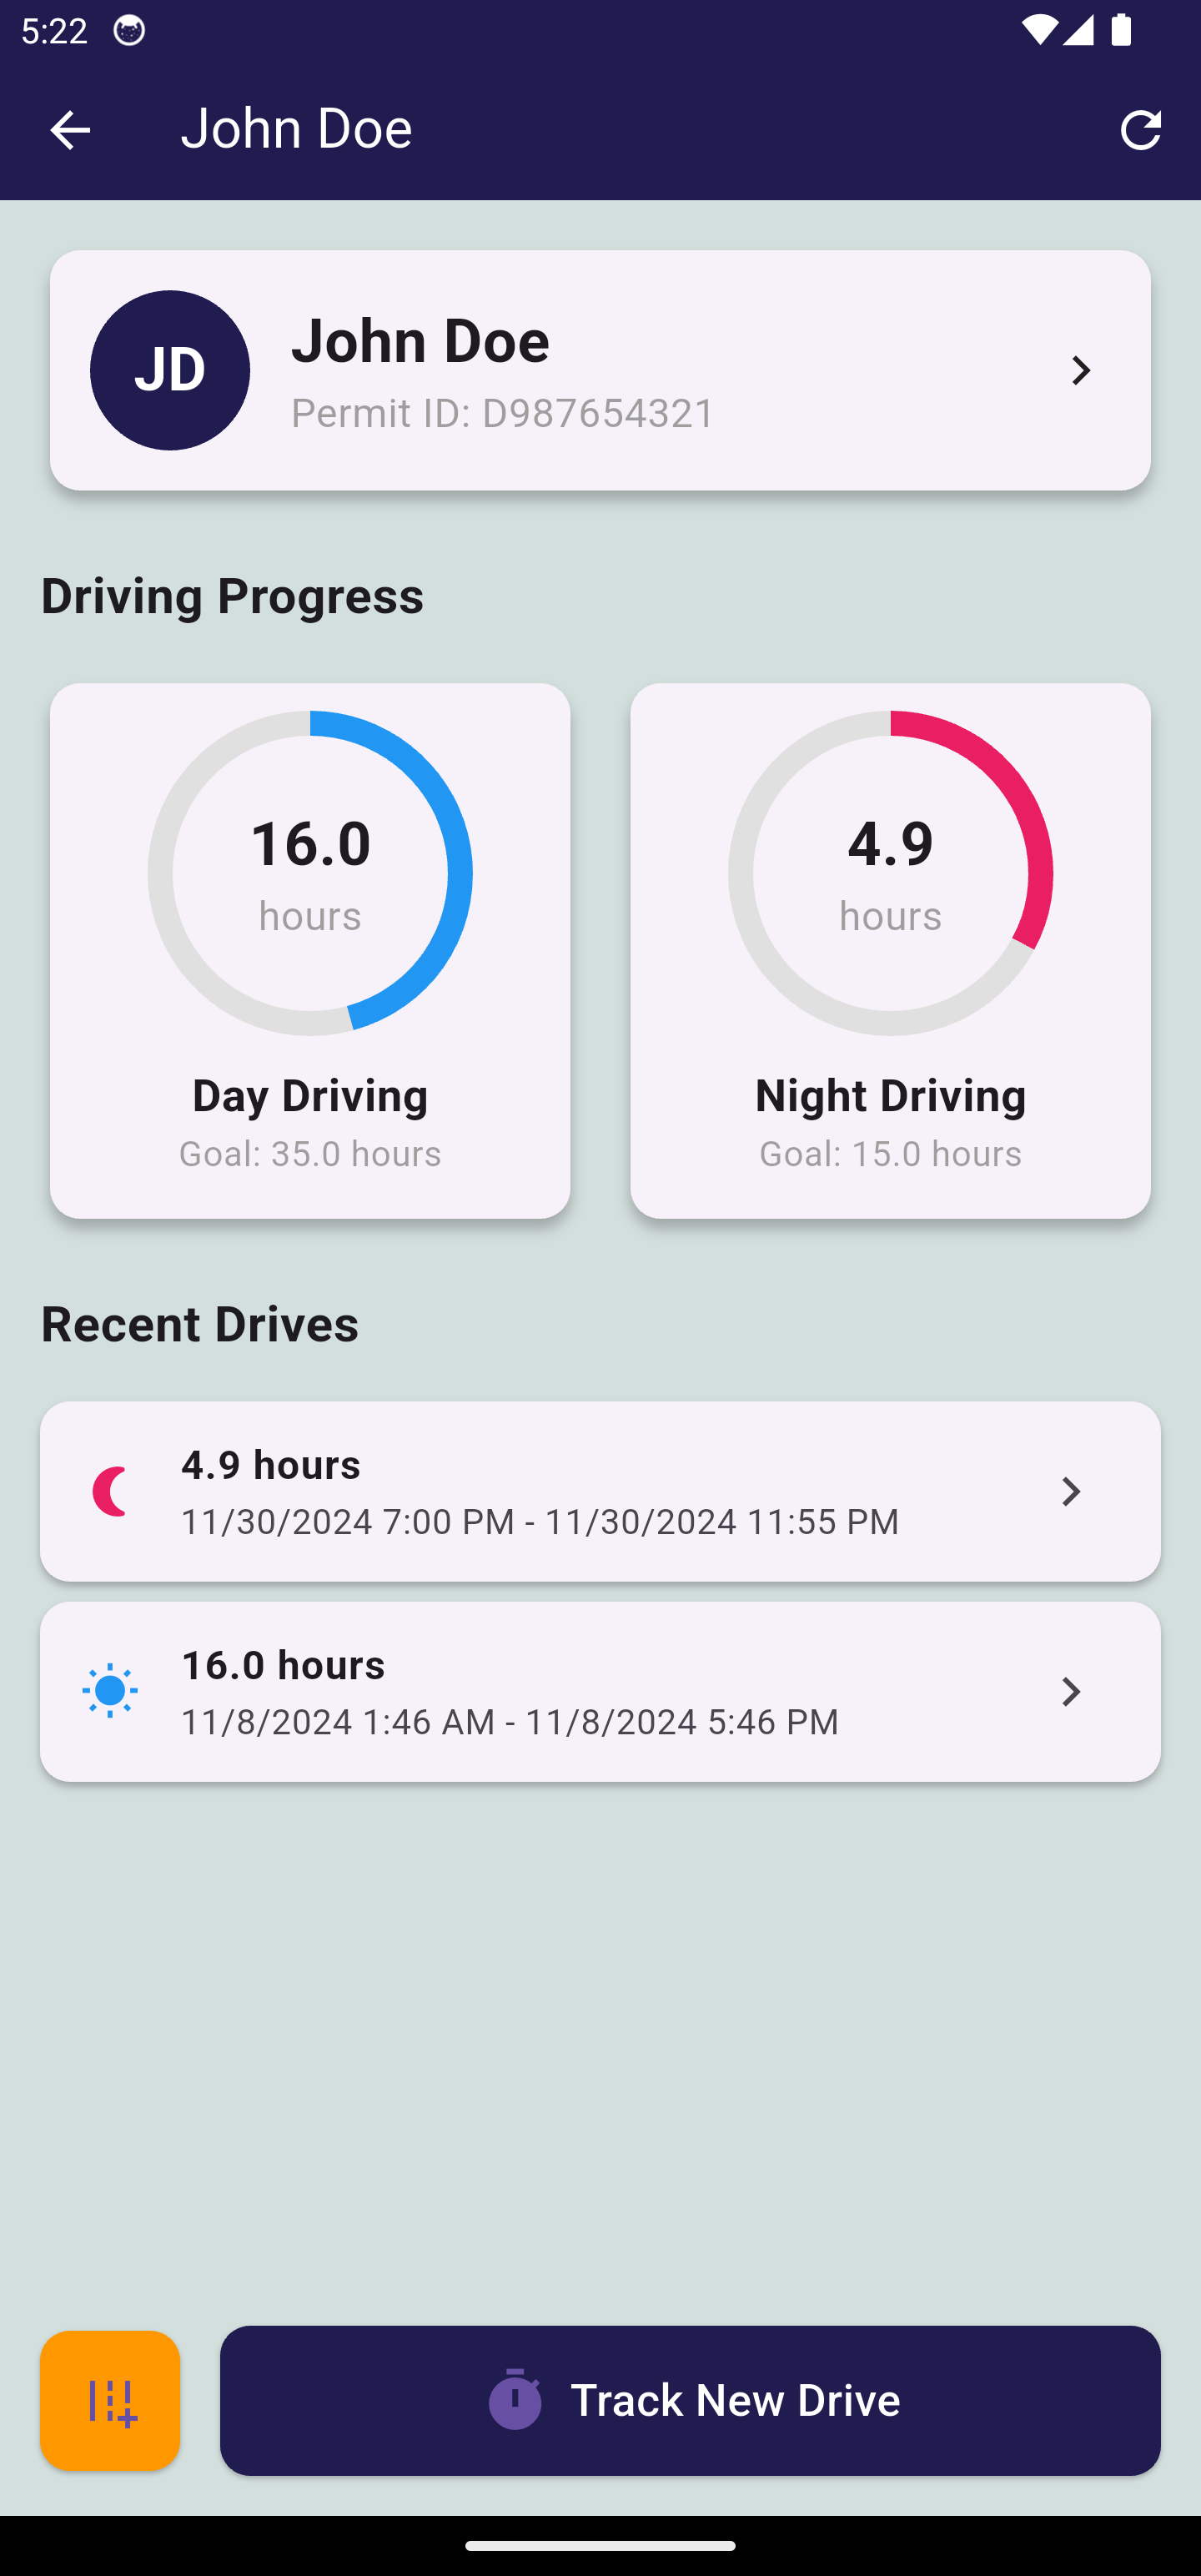 5:22
John Doe
JD
John Doe
Permit ID: D987654321
Driving Progress
16.0
hours
Day Driving
Goal: 35.0 hours
4.9
hours
Night Driving
Goal: 15.0 hours
Recent Drives
4.9 hours
11/30/2024 7:00 PM - 11/30/2024 11:55 PM
16.0 hours
11/8/2024 1:46 AM - 11/8/2024 5:46 PM
Track New Drive